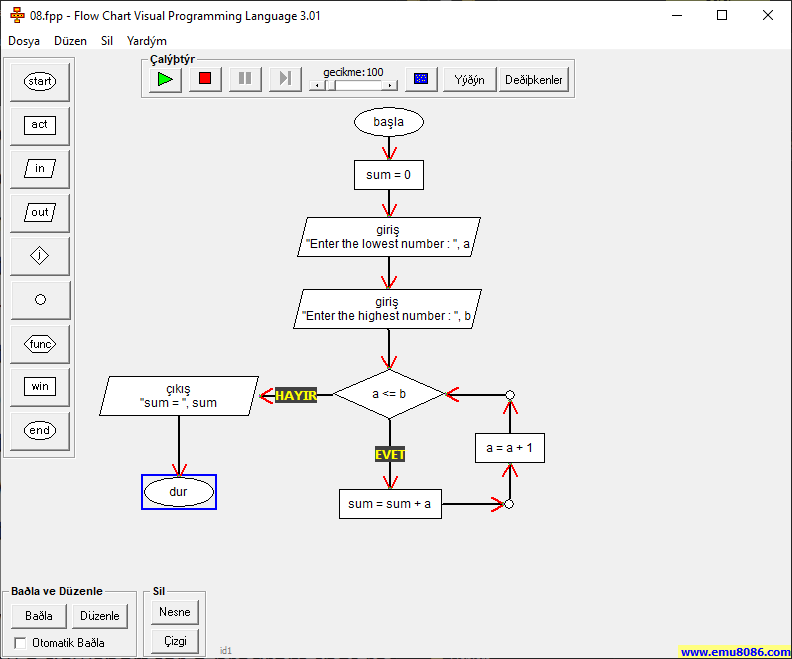 08.fpp - Flow Chart Visual Programming Language 3.01
Dosya Düzen Sil Yardým
Çalýþtýr
gecikme:100
Yýðýn
Deðiþkenler
start
act
in
out
j
func
win
end
başla
sum = 0
giriş
"Enter the lowest number : ", a
giriş
"Enter the highest number : ", b
a <= b
HAYIR
çıkış
"sum = ", sum
dur
EVET
sum = sum + a
a = a + 1
Baðla ve Düzenle
Baðla
Düzenle
Otomatik Baðla
Sil
Nesne
Çizgi
id1
www.emu8086.com